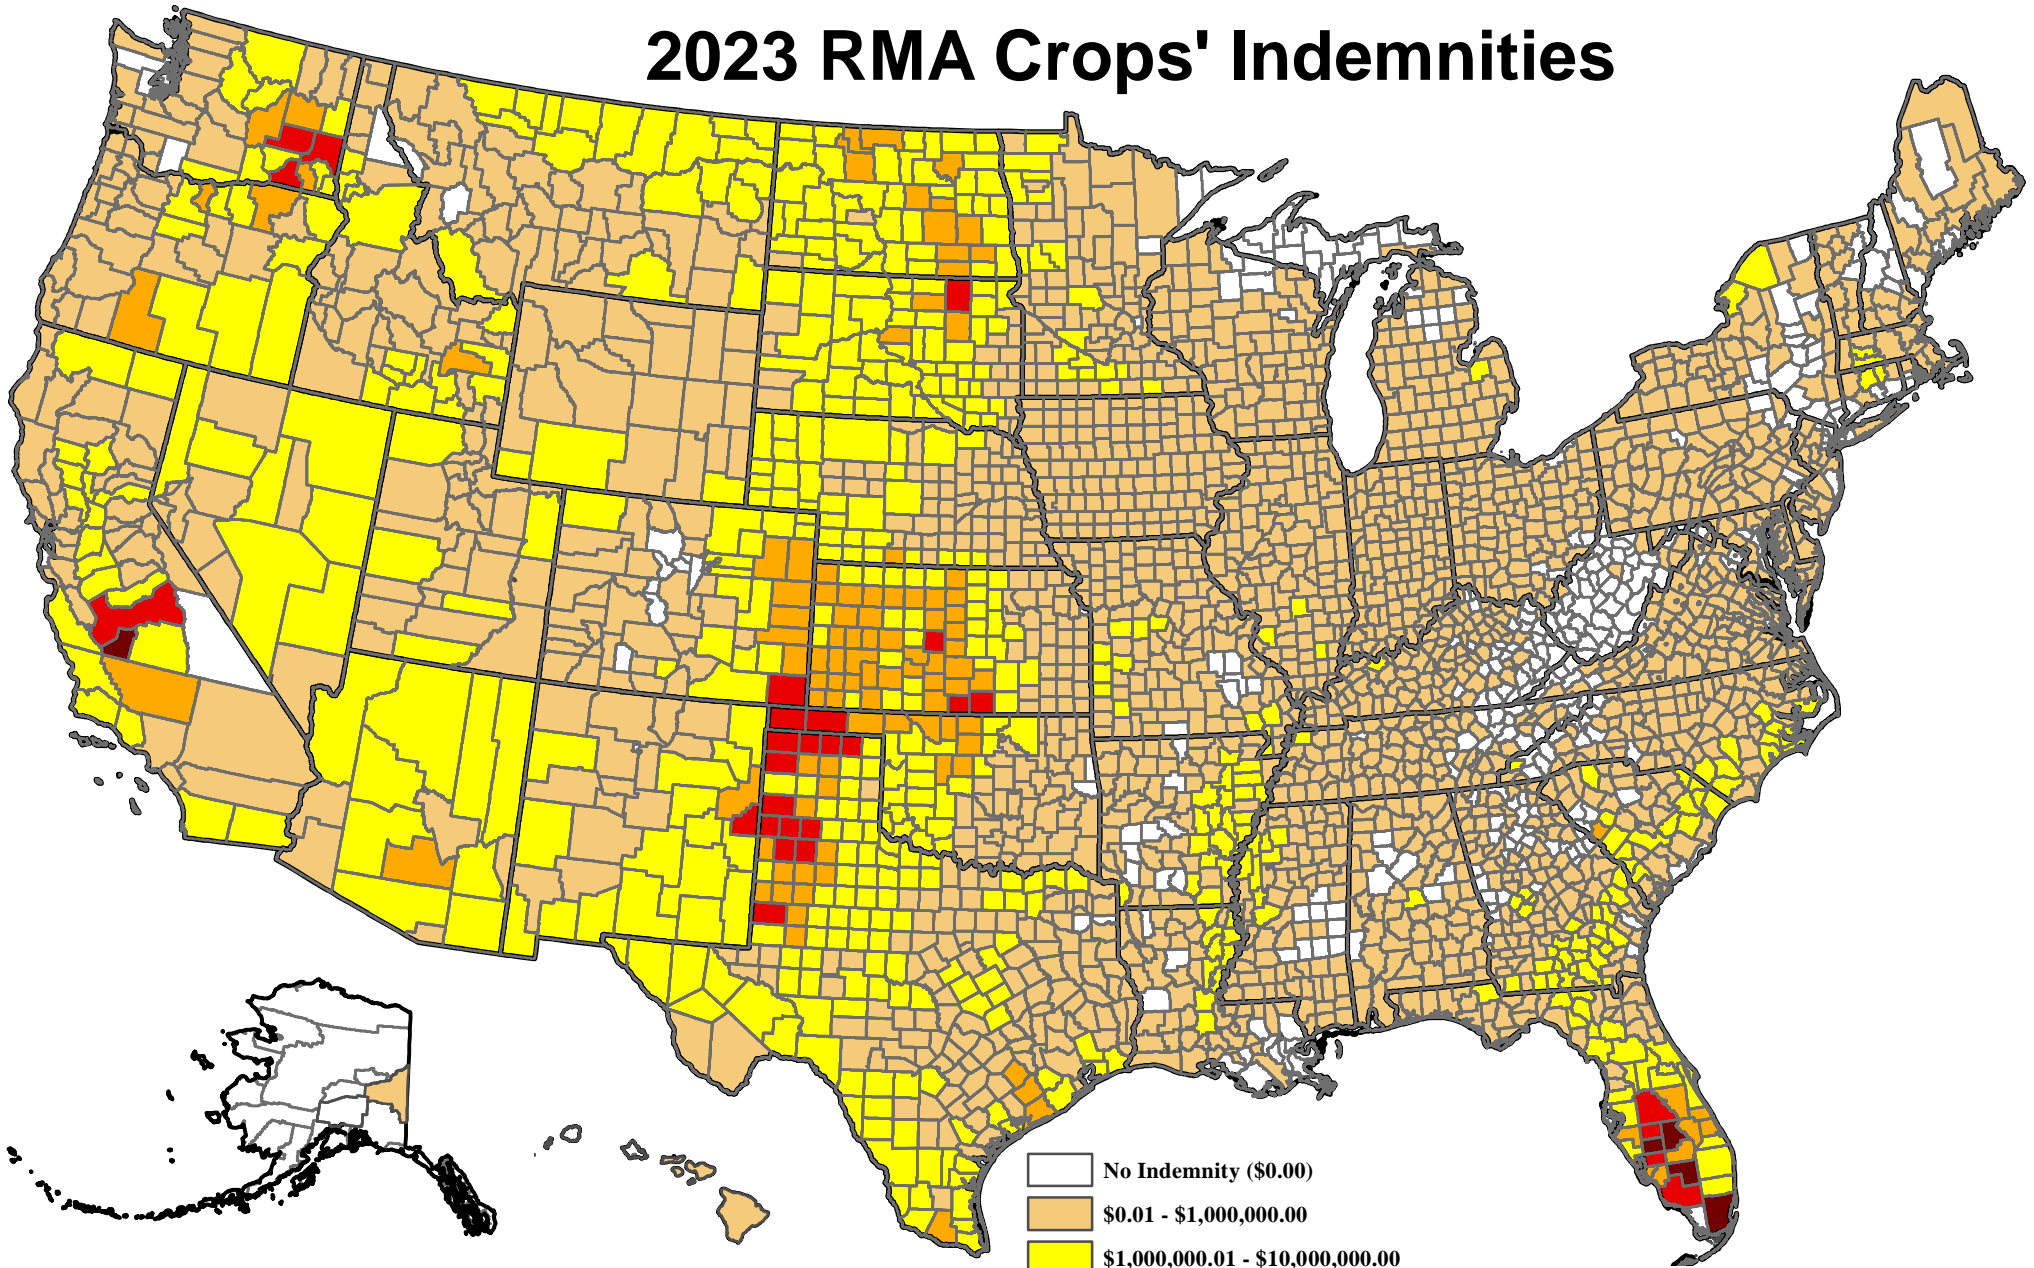 2023 RMA Crops' Indemnities
No Indemnity ($0.00)
$0.01 - $1,000,000.00
$1,000,000.01 - $10,000,000.00